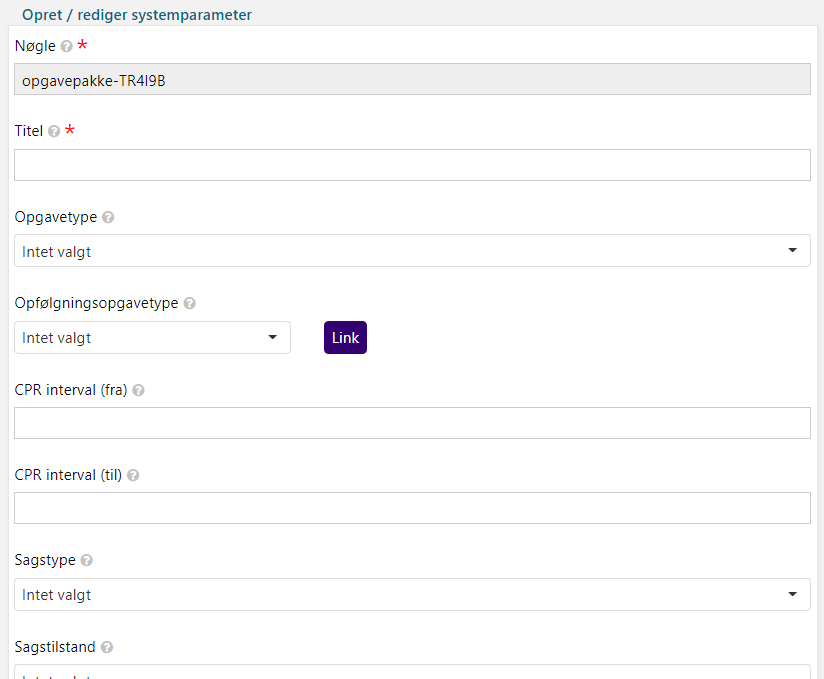 Opret / rediger systemparameter
Nøgle ? *
opgavepakke-TR4I9B
Titel ? *
Opgavetype ?
Intet valgt
Opfølgningsopgavetype ?
Intet valgt
Link
CPR interval (fra) ?
CPR interval (til) ?
Sagstype ?
Intet valgt
Sagstilstand ?